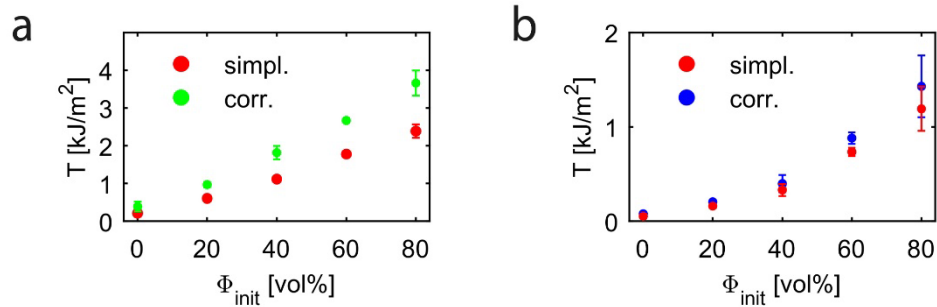 a
T [kJ/m²]
4
3
2
1
0
simpl.
corr.
0 20 40 60 80
Φinit [vol%]
b
T [kJ/m²]
2
1
0
simpl.
corr.
0 20 40 60 80
Φinit [vol%]